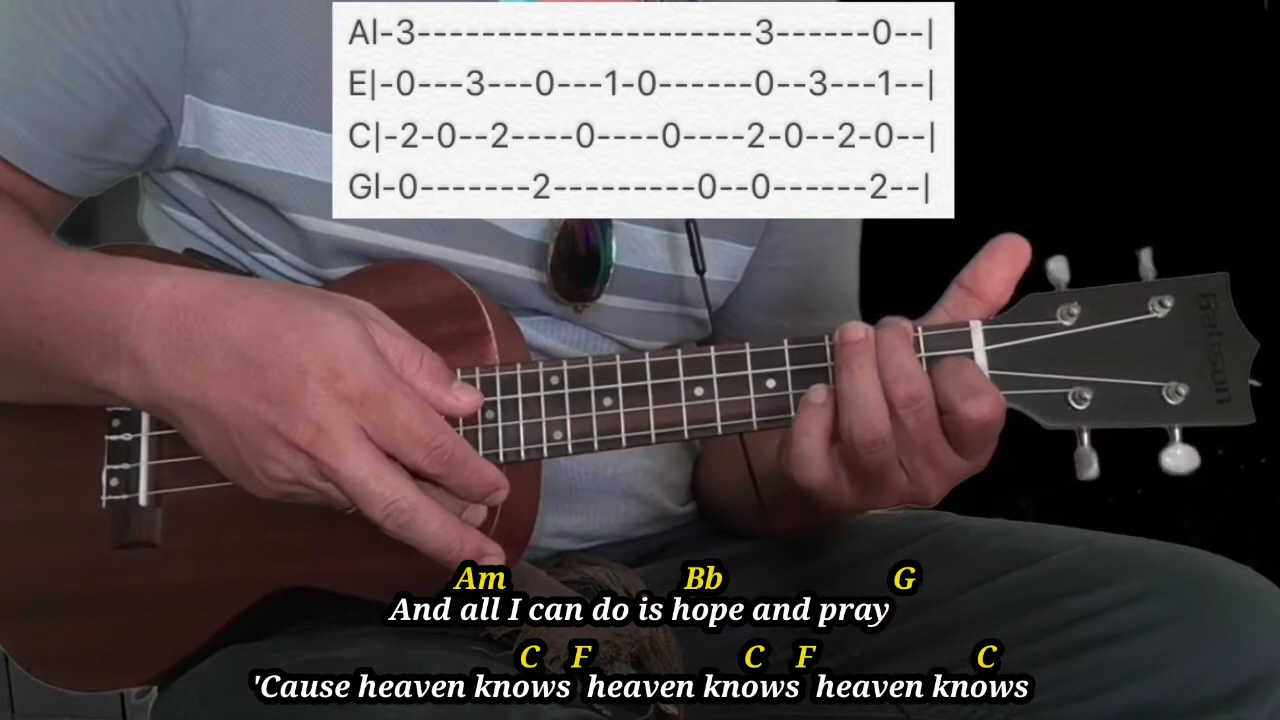 A|-3---------------------3------0--|
E|-0---3---0---1-0------0--3---1--|
C|-2-0--2----0----0----2-0--2-0--|
G|-0-------2---------0--0------2--|
Gibson
Am Bb G
And all I can do is hope and pray
C F C F C
'Cause heaven knows heaven knows heaven knows